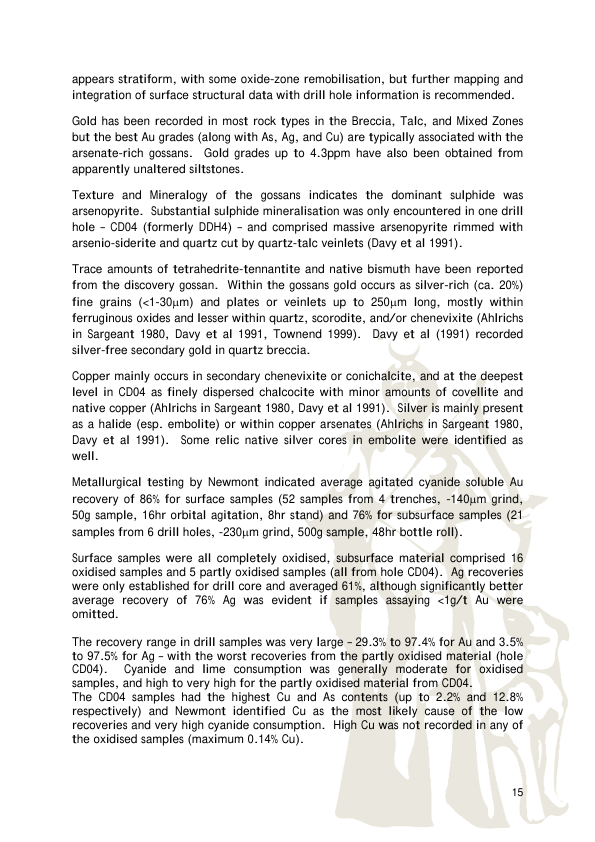 appears stratiform, with some oxide-zone remobilisation, but further mapping and
integration of surface structural data with drill hole information is recommended.
Gold has been recorded in most rock types in the Breccia, Talc, and Mixed Zones
but the best Au grades (along with As, Ag, and Cu) are typically associated with the
arsenate-rich gossans.  Gold grades up to 4.3ppm have also been obtained from
apparently unaltered siltstones.
Texture and Mineralogy of the gossans indicates the dominant sulphide was
arsenopyrite.  Substantial sulphide mineralisation was only encountered in one drill
hole – CD04 (formerly DDH4) – and comprised massive arsenopyrite rimmed with
arsenio-siderite and quartz cut by quartz-talc veinlets (Davy et al 1991).
Trace amounts of tetrahedrite-tennantite and native bismuth have been reported
from the discovery gossan.  Within the gossans gold occurs as silver-rich (ca. 20%)
fine grains (<1-30μm) and plates or veinlets up to 250μm long, mostly within
ferruginous oxides and lesser within quartz, scorodite, and/or chenevixite (Ahlrichs
in Sargeant 1980, Davy et al 1991, Townend 1999).  Davy et al (1991) recorded
silver-free secondary gold in quartz breccia.
Copper mainly occurs in secondary chenevixite or conichalcite, and at the deepest
level in CD04 as finely dispersed chalcocite with minor amounts of covellite and
native copper (Ahlrichs in Sargeant 1980, Davy et al 1991).  Silver is mainly present
as a halide (esp. embolite) or within copper arsenates (Ahlrichs in Sargeant 1980,
Davy et al 1991).  Some relic native silver cores in embolite were identified as
well.
Metallurgical testing by Newmont indicated average agitated cyanide soluble Au
recovery of 86% for surface samples (52 samples from 4 trenches, -140μm grind,
50g sample, 16hr orbital agitation, 8hr stand) and 76% for subsurface samples (21
samples from 6 drill holes, -230μm grind, 500g sample, 48hr bottle roll).
Surface samples were all completely oxidised, subsurface material comprised 16
oxidised samples and 5 partly oxidised samples (all from hole CD04).  Ag recoveries
were only established for drill core and averaged 61%, although significantly better
average recovery of 76% Ag was evident if samples assaying <1g/t Au were
omitted.
The recovery range in drill samples was very large – 29.3% to 97.4% for Au and 3.5%
to 97.5% for Ag – with the worst recoveries from the partly oxidised material (hole
CD04).  Cyanide and lime consumption was generally moderate for oxidised
samples, and high to very high for the partly oxidised material from CD04.
The CD04 samples had the highest Cu and As contents (up to 2.2% and 12.8%
respectively) and Newmont identified Cu as the most likely cause of the low
recoveries and very high cyanide consumption.  High Cu was not recorded in any of
the oxidised samples (maximum 0.14% Cu).
15